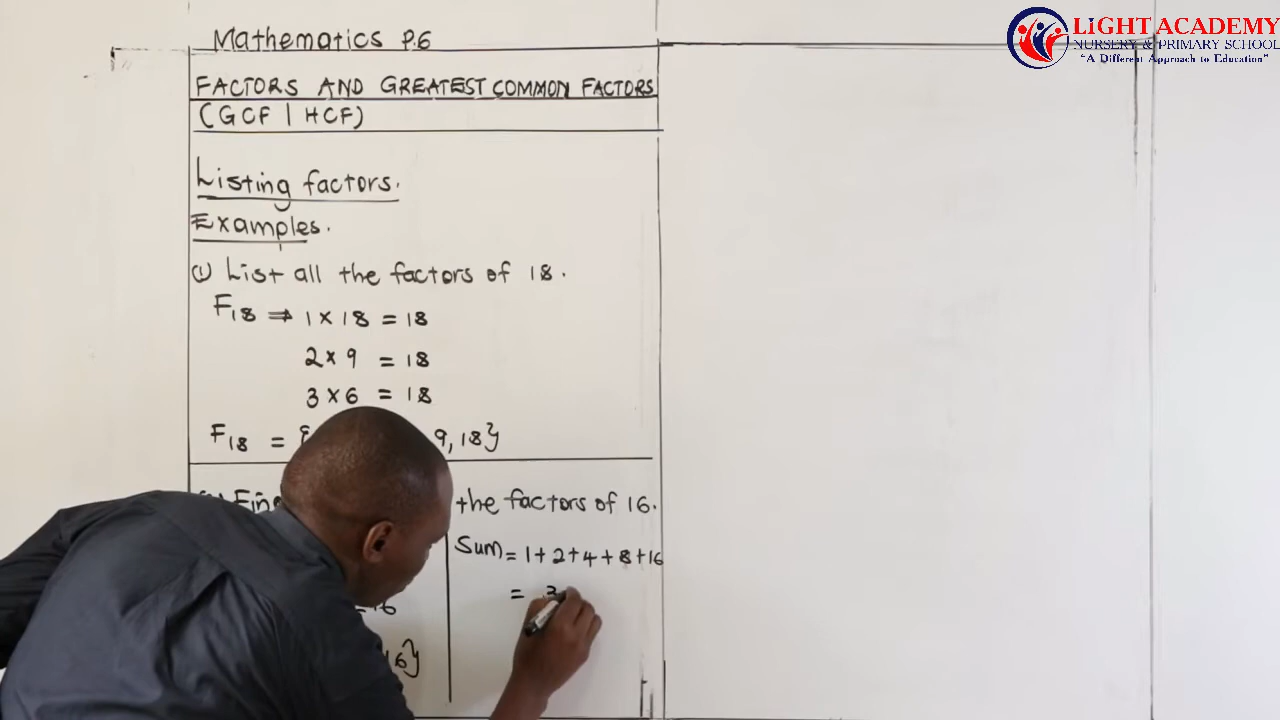 LIGHT ACADEMY
NURSERY & PRIMARY SCHOOL
"A Different Approach to Education"
Mathematics P.6
FACTORS AND GREATEST COMMON FACTORS
(GCF | HCF)
Listing factors.
Examples.
(1) List all the factors of 18.
F18 ⇒ 1 × 18 = 18
2 × 9 = 18
3 × 6 = 18
F18 = { 9, 18}
the factors of 16.
Sum = 1+2+4+8+16
=